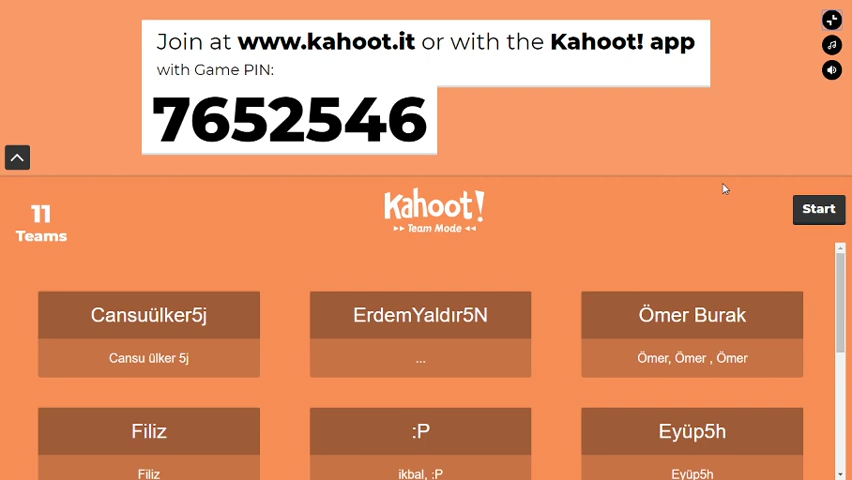 Join at www.kahoot.it or with the Kahoot! app
with Game PIN:
7652546
11
Teams
Kahoot!
Team Mode
Start
Cansuülker5j
ErdemYaldır5N
Ömer Burak
Cansu ülker 5j
...
Ömer, Ömer , Ömer
Filiz
:P
Eyüp5h
Filiz
ikbal, :P
Eyüp5h